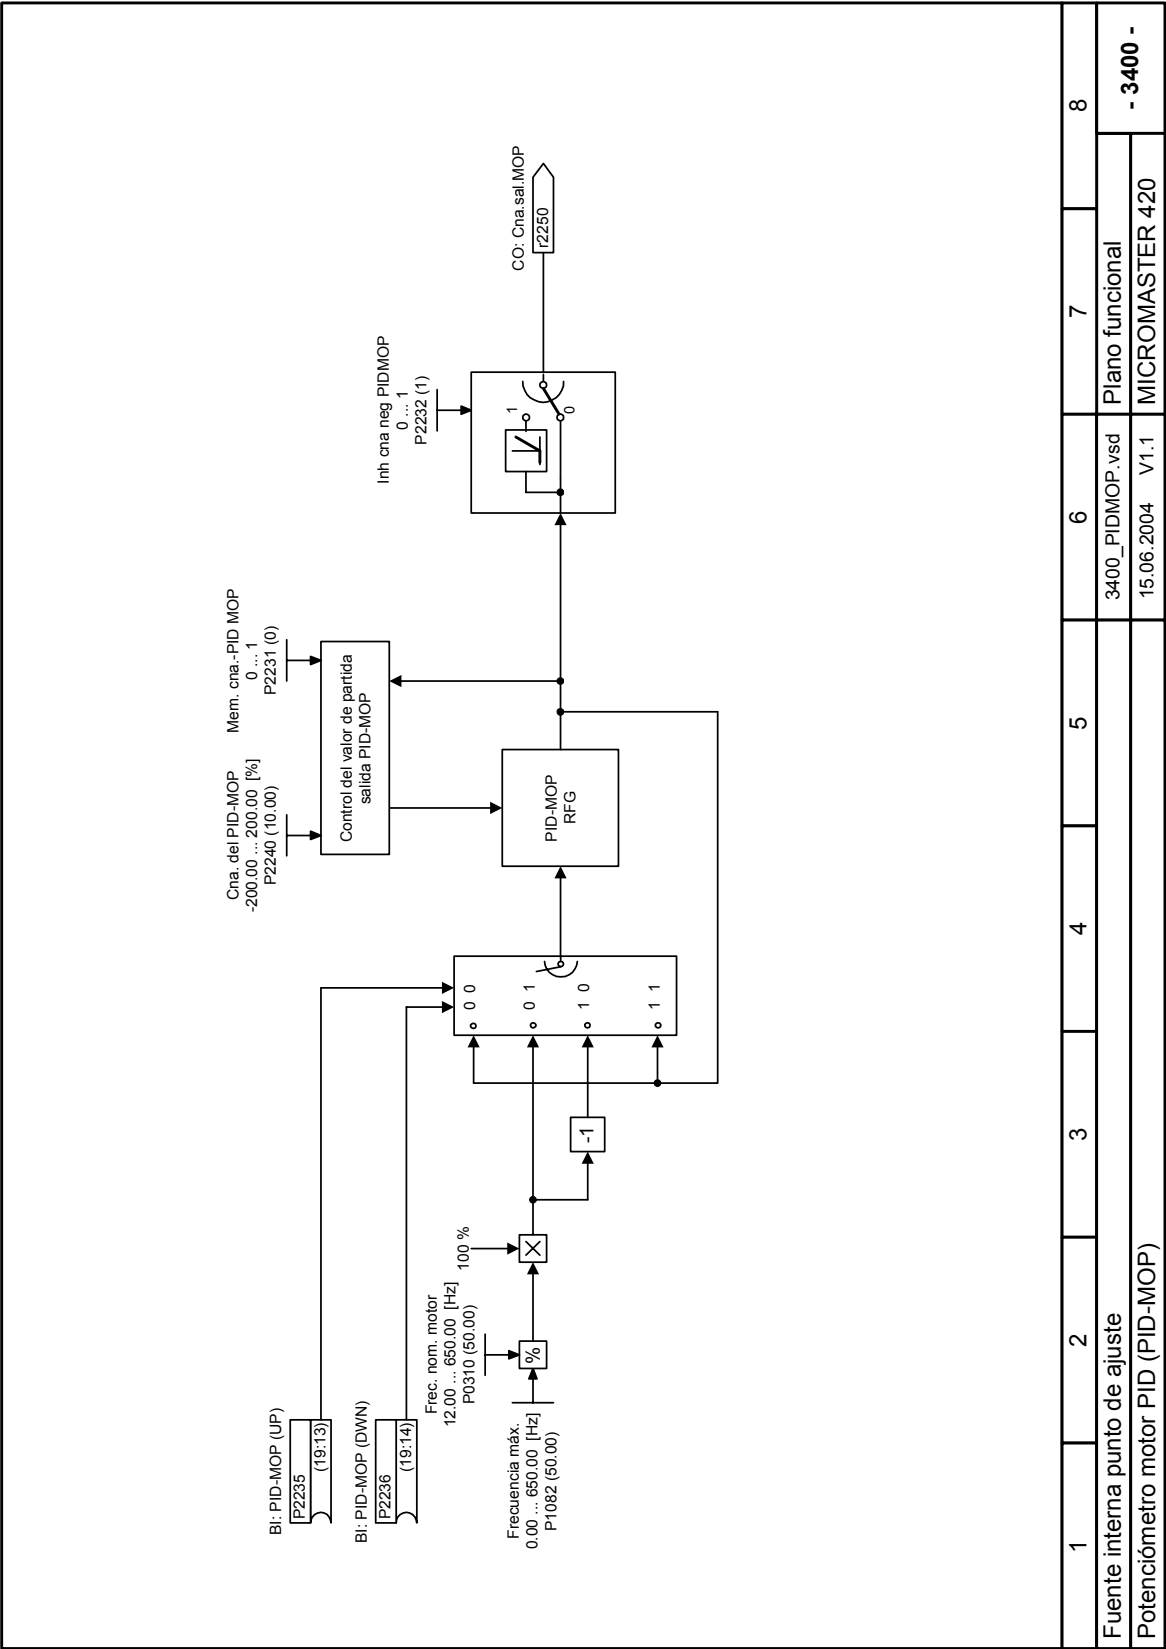 BI: PID-MOP (UP)
P2235
(19:13)
BI: PID-MOP (DWN)
P2236
(19:14)
Frecuencia máx.
0.00 ... 650.00 [Hz]
P1082 (50.00)
Frec. nom. motor
12.00 ... 650.00 [Hz]
P0310 (50.00)
%
100 %
-1
0 0
0 1
1 0
1 1
Cna. del PID-MOP
-200.00 ... 200.00 [%]
P2240 (10.00)
Mem. cna.-PID MOP
0 ... 1
P2231 (0)
Control del valor de partida
salida PID-MOP
PID-MOP
RFG
Inh cna neg PIDMOP
0 ... 1
P2232 (1)
1
0
CO: Cna.sal.MOP
r2250
1 2 3 4 5 6 7 8
Fuente interna punto de ajuste
Potenciómetro motor PID (PID-MOP)
3400_PIDMOP.vsd
15.06.2004 V1.1
Plano funcional
MICROMASTER 420
- 3400 -